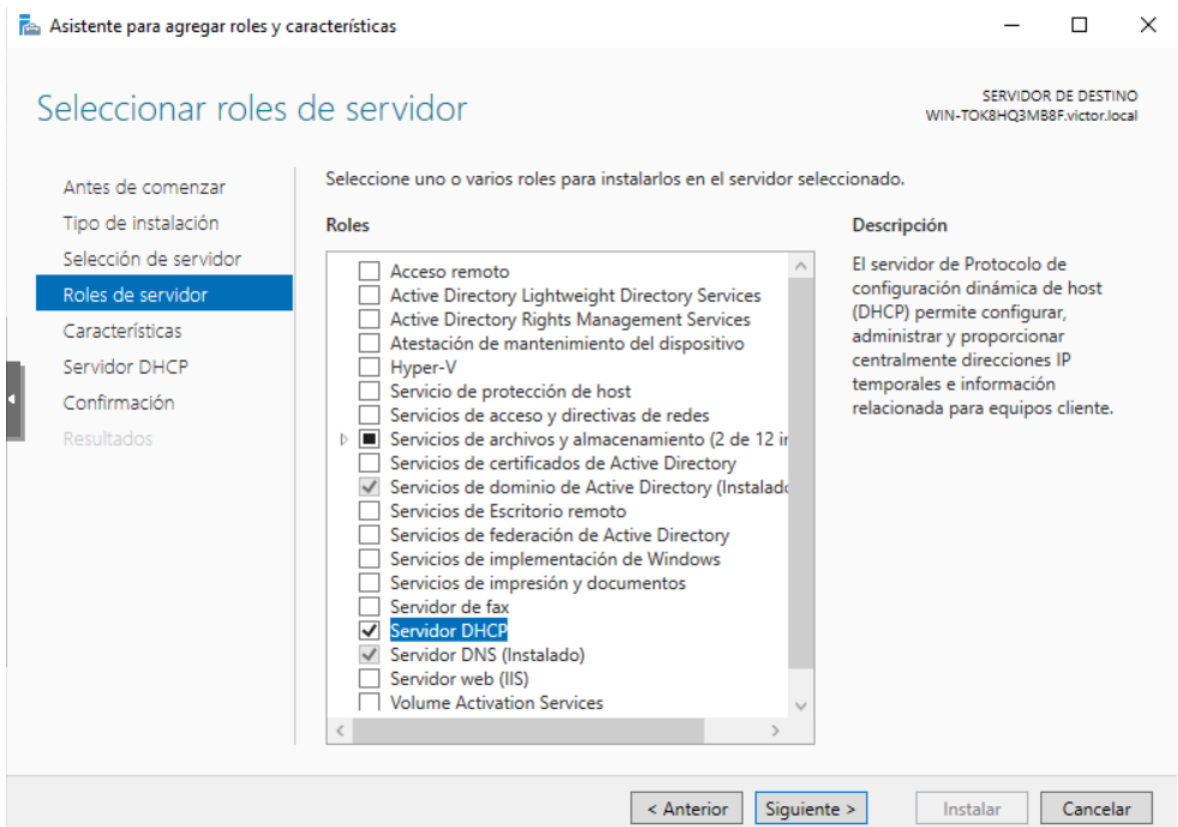 Asistente para agregar roles y características
Seleccionar roles de servidor
SERVIDOR DE DESTINO
WIN-TOK8HQ3MB8F.victor.local
Antes de comenzar
Tipo de instalación
Selección de servidor
Roles de servidor
Características
Servidor DHCP
Confirmación
Resultados
Seleccione uno o varios roles para instalarlos en el servidor seleccionado.
Roles
Acceso remoto
Active Directory Lightweight Directory Services
Active Directory Rights Management Services
Atestación de mantenimiento del dispositivo
Hyper-V
Servicio de protección de host
Servicios de acceso y directivas de redes
Servicios de archivos y almacenamiento (2 de 12 in
Servicios de certificados de Active Directory
Servicios de dominio de Active Directory (Instalado
Servicios de Escritorio remoto
Servicios de federación de Active Directory
Servicios de implementación de Windows
Servicios de impresión y documentos
Servidor de fax
Servidor DHCP
Servidor DNS (Instalado)
Servidor web (IIS)
Volume Activation Services
Descripción
El servidor de Protocolo de
configuración dinámica de host
(DHCP) permite configurar,
administrar y proporcionar
centralmente direcciones IP
temporales e información
relacionada para equipos cliente.
< Anterior
Siguiente >
Instalar
Cancelar